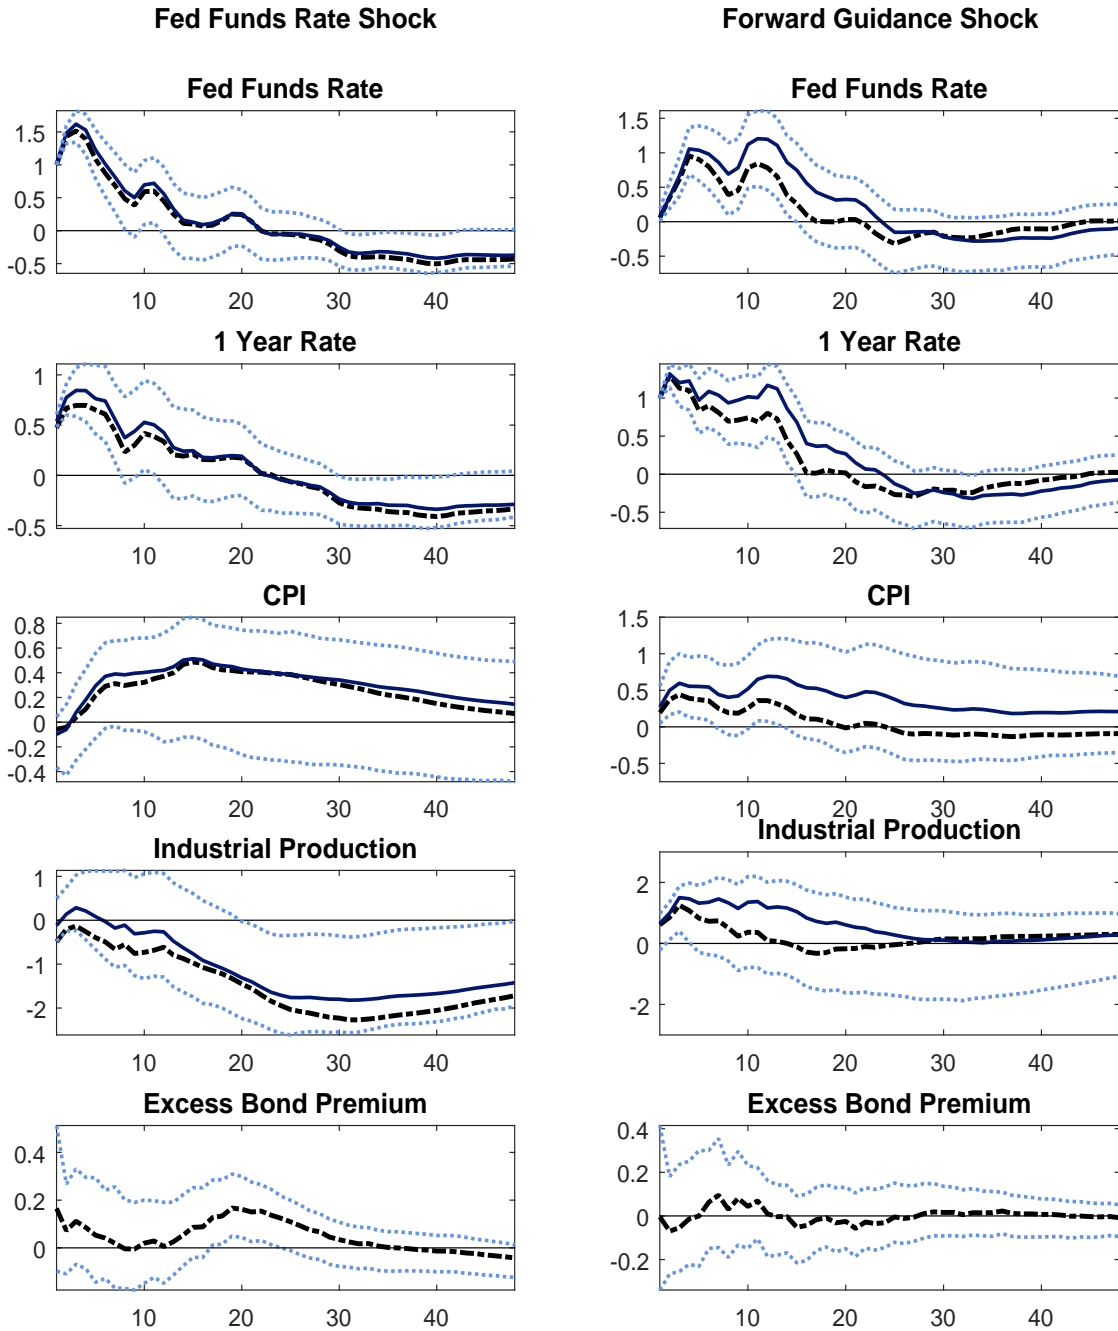 Fed Funds Rate Shock
Forward Guidance Shock
Fed Funds Rate
1.5
1
0.5
0
-0.5
10 20 30 40
Fed Funds Rate
1.5
1
0.5
0
-0.5
10 20 30 40
1 Year Rate
1
0.5
0
-0.5
10 20 30 40
1 Year Rate
1
0.5
0
-0.5
10 20 30 40
CPI
0.8
0.6
0.4
0.2
0
-0.2
-0.4
10 20 30 40
CPI
1.5
1
0.5
0
-0.5
10 20 30 40
Industrial Production
1
0
-1
-2
10 20 30 40
Industrial Production
2
0
-2
10 20 30 40
Excess Bond Premium
0.4
0.2
0
10 20 30 40
Excess Bond Premium
0.4
0.2
0
-0.2
10 20 30 40